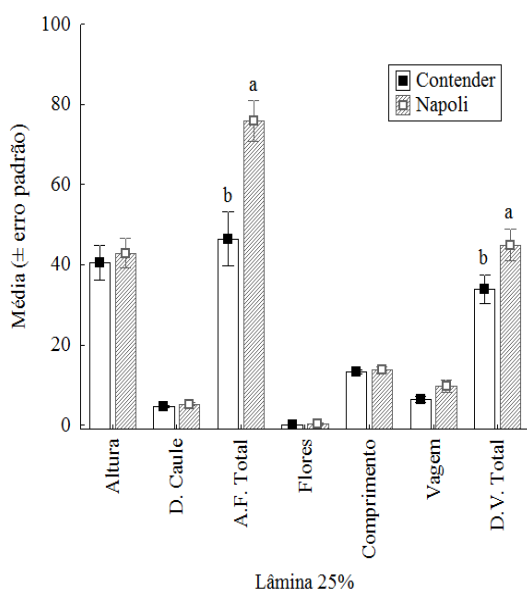 100
80
60
40
20
0
Média (± erro padrão)
Contender
Napoli
b
a
b
a
Altura
D. Caule
A.F. Total
Flores
Comprimento
Vagem
D.V. Total
Lâmina 25%